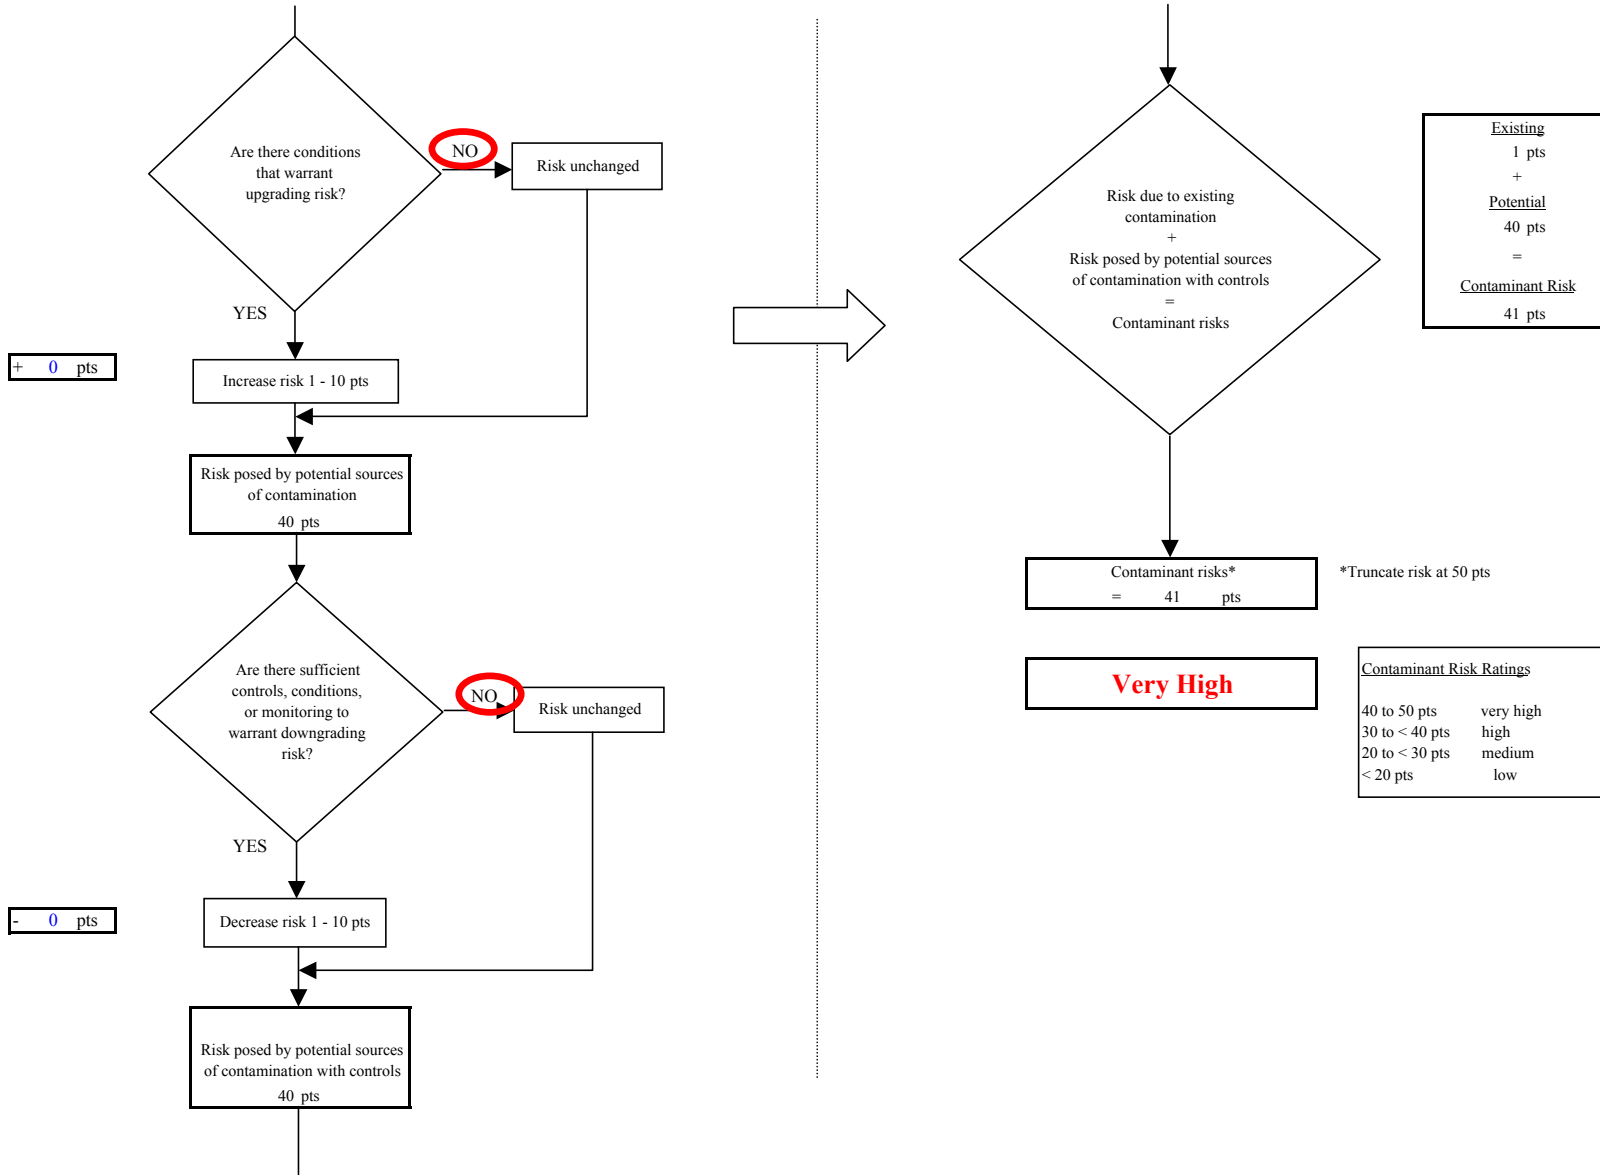 Are there conditions
that warrant
upgrading risk?
NO
Risk unchanged
YES
+ 0 pts
Increase risk 1 - 10 pts
Risk posed by potential sources
of contamination
40 pts
Are there sufficient
controls, conditions,
or monitoring to
warrant downgrading
risk?
NO
Risk unchanged
YES
- 0 pts
Decrease risk 1 - 10 pts
Risk posed by potential sources
of contamination with controls
40 pts
Risk due to existing
contamination
+
Risk posed by potential sources
of contamination with controls
=
Contaminant risks
Existing
1 pts
+
Potential
40 pts
=
Contaminant Risk
41 pts
Contaminant risks*
= 41 pts
*Truncate risk at 50 pts
Very High
Contaminant Risk Ratings
40 to 50 pts very high
30 to < 40 pts high
20 to < 30 pts medium
< 20 pts low